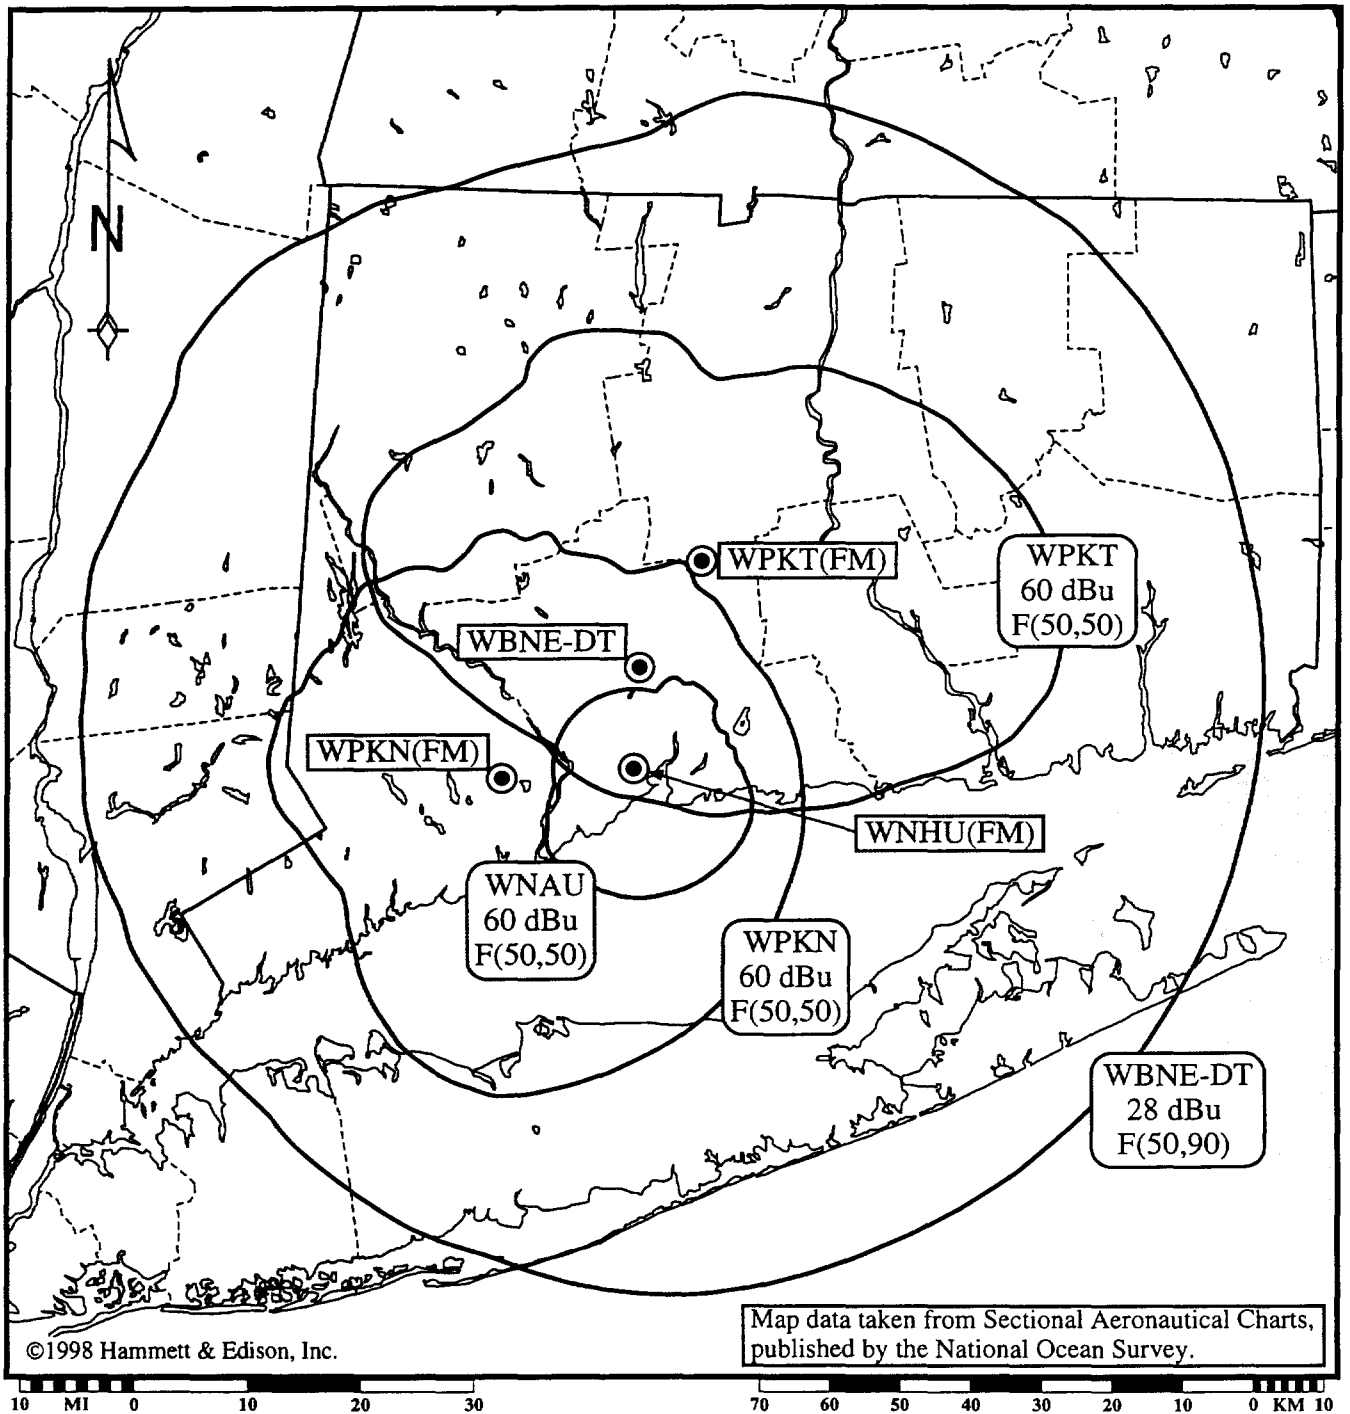 N
WPKT(FM)
WPKT
60 dBu
F(50,50)
WBNE-DT
WPKN(FM)
WNHU(FM)
WNAU
60 dBu
F(50,50)
WPKN
60 dBu
F(50,50)
WBNE-DT
28 dBu
F(50,90)
Map data taken from Sectional Aeronautical Charts,
published by the National Ocean Survey.
©1998 Hammett & Edison, Inc.
10 MI 0 10 20 30
70 60 50 40 30 20 10 0 KM 10